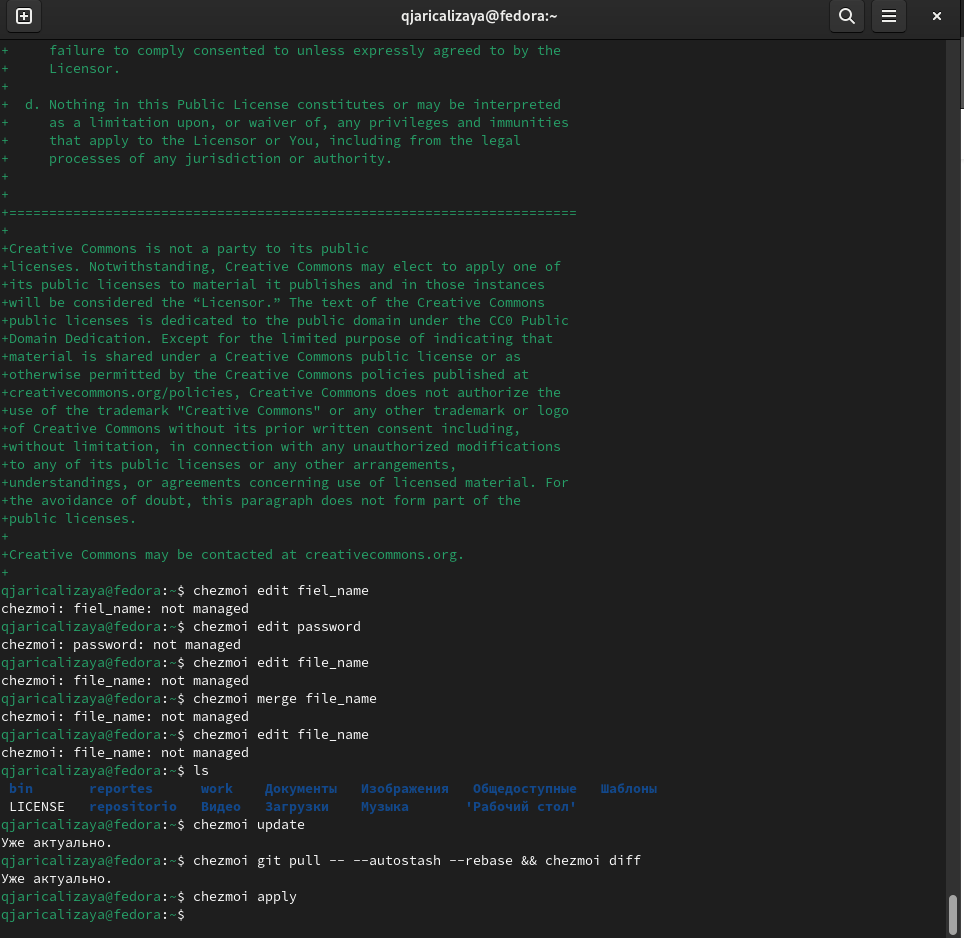 qjaricalizaya@fedora:~
+     failure to comply consented to unless expressly agreed to by the
+     Licensor.
+
+  d. Nothing in this Public License constitutes or may be interpreted
+     as a limitation upon, or waiver of, any privileges and immunities
+     that apply to the Licensor or You, including from the legal
+     processes of any jurisdiction or authority.
+
+
+=======================================================================
+
+Creative Commons is not a party to its public
+licenses. Notwithstanding, Creative Commons may elect to apply one of
+its public licenses to material it publishes and in those instances
+will be considered the “Licensor.” The text of the Creative Commons
+public licenses is dedicated to the public domain under the CC0 Public
+Domain Dedication. Except for the limited purpose of indicating that
+material is shared under a Creative Commons public license or as
+otherwise permitted by the Creative Commons policies published at
+creativecommons.org/policies, Creative Commons does not authorize the
+use of the trademark "Creative Commons" or any other trademark or logo
+of Creative Commons without its prior written consent including,
+without limitation, in connection with any unauthorized modifications
+to any of its public licenses or any other arrangements,
+understandings, or agreements concerning use of licensed material. For
+the avoidance of doubt, this paragraph does not form part of the
+public licenses.
+
+Creative Commons may be contacted at creativecommons.org.
+
qjaricalizaya@fedora:~$ chezmoi edit fiel_name
chezmoi: fiel_name: not managed
qjaricalizaya@fedora:~$ chezmoi edit password
chezmoi: password: not managed
qjaricalizaya@fedora:~$ chezmoi edit file_name
chezmoi: file_name: not managed
qjaricalizaya@fedora:~$ chezmoi merge file_name
chezmoi: file_name: not managed
qjaricalizaya@fedora:~$ chezmoi edit file_name
chezmoi: file_name: not managed
qjaricalizaya@fedora:~$ ls
 bin       reportes      work    Документы   Изображения   Общедоступные   Шаблоны
 LICENSE   repositorio   Видео   Загрузки    Музыка       'Рабочий стол'
qjaricalizaya@fedora:~$ chezmoi update
Уже актуально.
qjaricalizaya@fedora:~$ chezmoi git pull -- --autostash --rebase && chezmoi diff
Уже актуально.
qjaricalizaya@fedora:~$ chezmoi apply
qjaricalizaya@fedora:~$